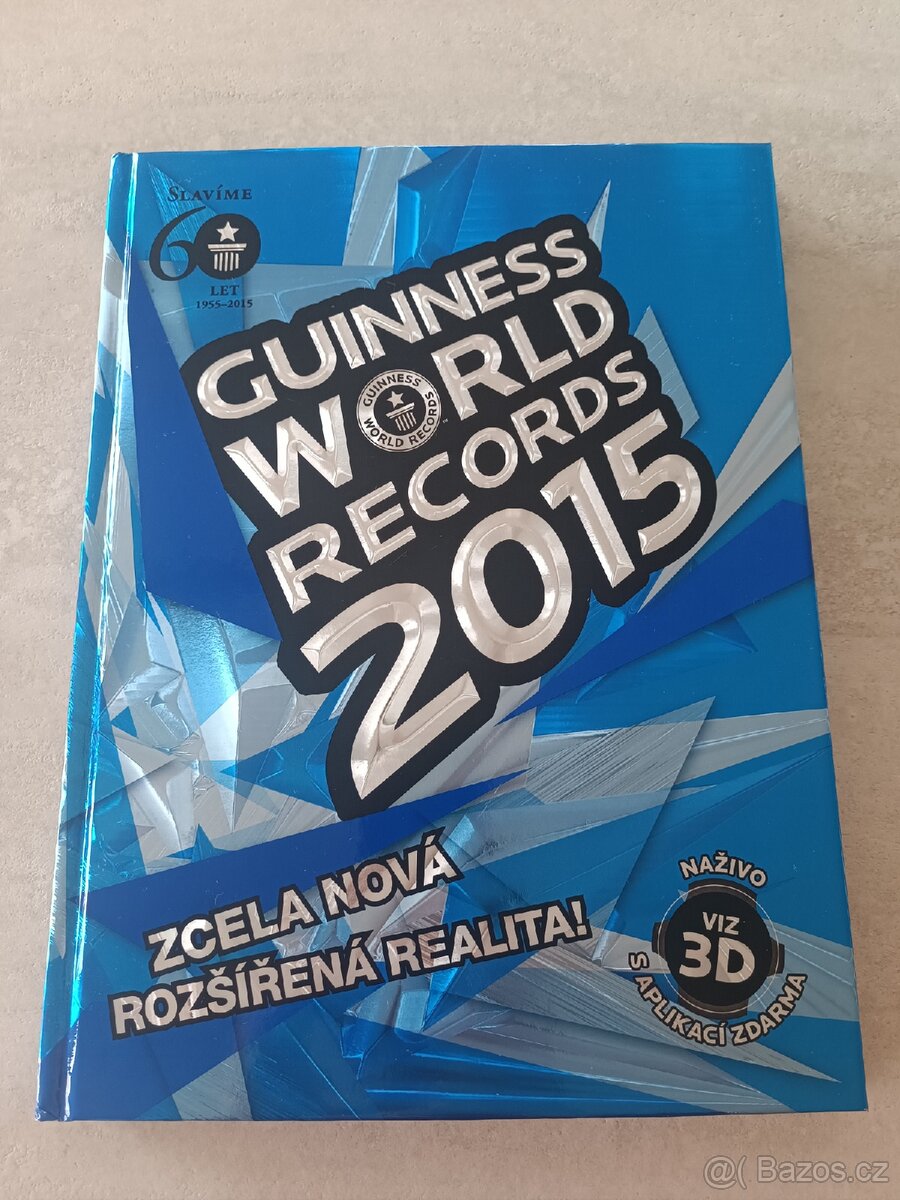 SLAVÍME
60
LET
1955–2015
GUINNESS
WORLD
RECORDS
2015
GUINNESS
WORLD RECORDS
™
ZCELA NOVÁ
ROZŠÍŘENÁ REALITA!
NAŽIVO
VIZ
3D
S APLIKACÍ ZDARMA
@( Bazos.cz